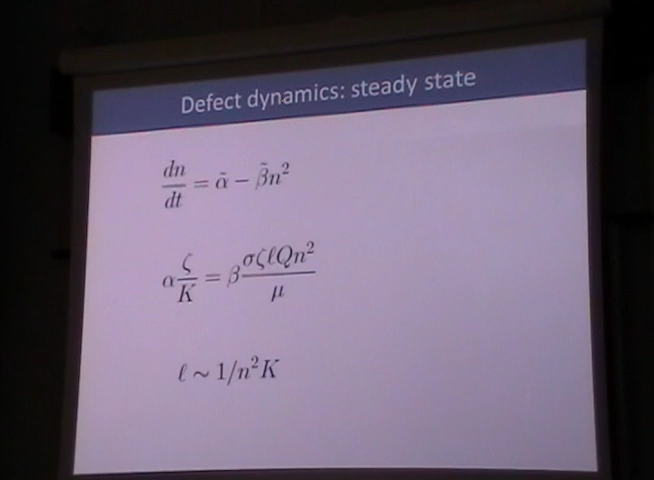 Defect dynamics: steady state
dn/dt = α̃ − β̃n²
α ζ/K = β σζℓQn²/μ
ℓ ∼ 1/n²K